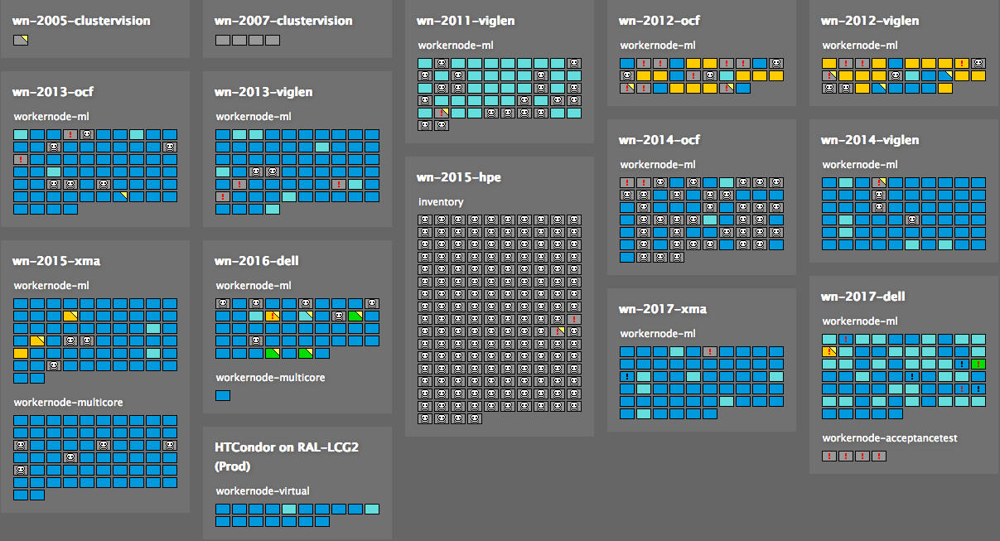 wn-2005-clustervision
wn-2007-clustervision
wn-2011-viglen
workernode-ml
wn-2012-ocf
workernode-ml
wn-2012-viglen
workernode-ml
wn-2013-ocf
workernode-ml
wn-2013-viglen
workernode-ml
wn-2014-ocf
workernode-ml
wn-2014-viglen
workernode-ml
wn-2015-hpe
inventory
wn-2015-xma
workernode-ml
workernode-multicore
wn-2016-dell
workernode-ml
workernode-multicore
wn-2017-xma
workernode-ml
wn-2017-dell
workernode-ml
workernode-acceptancetest
HTCondor on RAL-LCG2
(Prod)
workernode-virtual